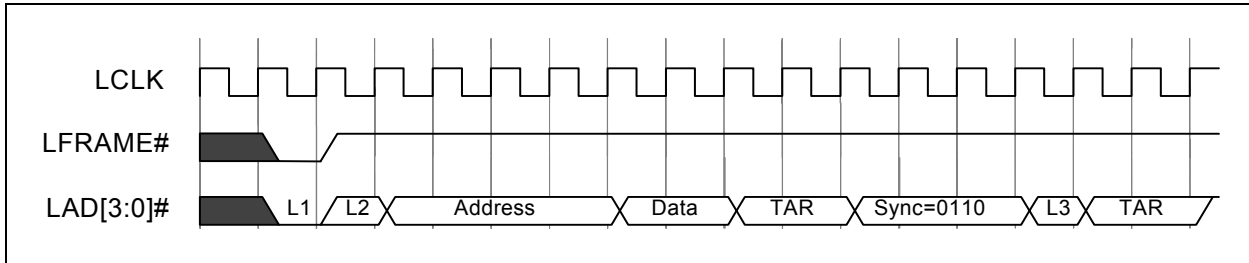 LCLK
LFRAME#
LAD[3:0]# L1 L2 Address Data TAR Sync=0110 L3 TAR